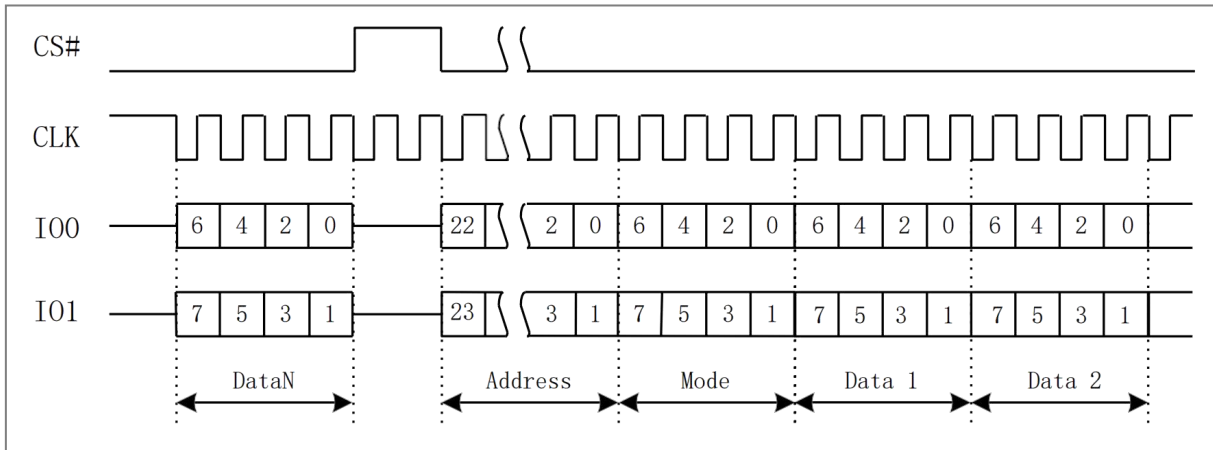 CS#
CLK
IO0 6 4 2 0 22 2 0 6 4 2 0 6 4 2 0 6 4 2 0
IO1 7 5 3 1 23 3 1 7 5 3 1 7 5 3 1 7 5 3 1
DataN Address Mode Data 1 Data 2